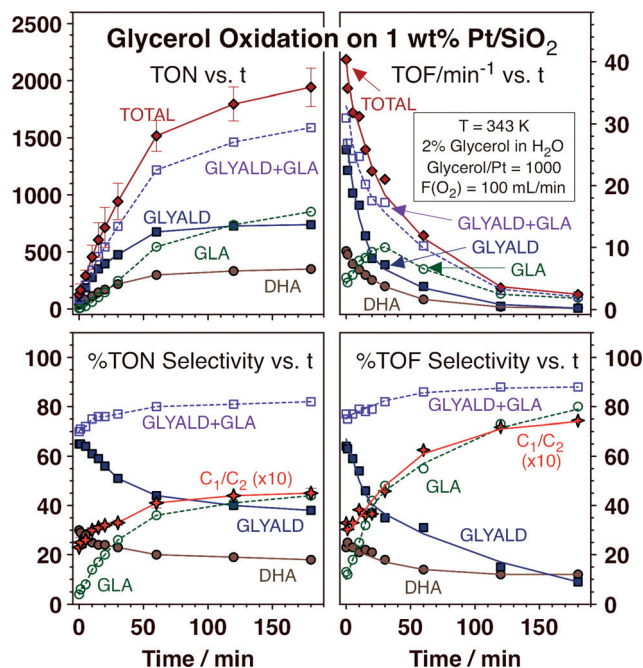 Glycerol Oxidation on 1 wt% Pt/SiO₂
TON vs. t
2500
2000
1500
1000
500
0
TOTAL
GLYALD+GLA
GLYALD
GLA
DHA
TOF/min⁻¹ vs. t
40
30
20
10
0
TOTAL
T = 343 K
2% Glycerol in H₂O
Glycerol/Pt = 1000
F(O₂) = 100 mL/min
GLYALD+GLA
GLYALD
GLA
DHA
%TON Selectivity vs. t
100
80
60
40
20
0
GLYALD+GLA
C₁/C₂ (x10)
GLYALD
GLA
DHA
0 50 100 150
Time / min
%TOF Selectivity vs. t
100
80
60
40
20
0
GLYALD+GLA
C₁/C₂
(x10)
GLA
GLYALD
DHA
0 50 100 150
Time / min